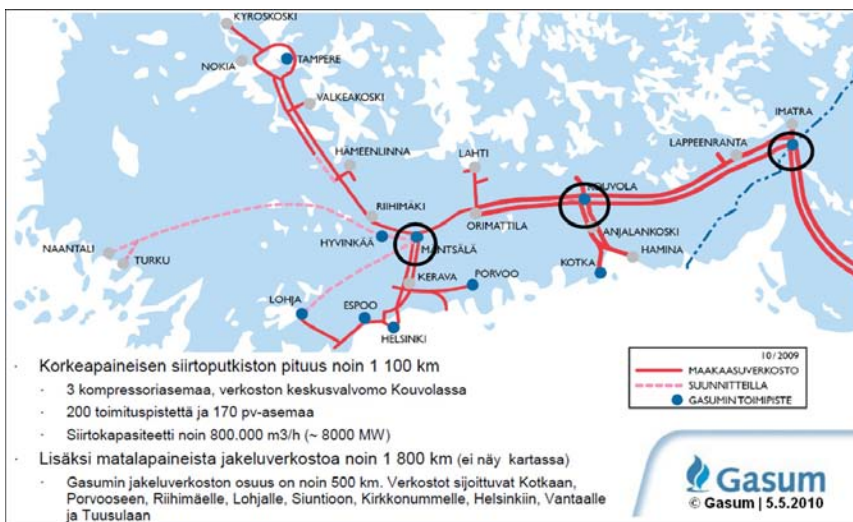 KYROSKOSKI
NOKIA
TAMPERE
VALKEAKOSKI
HÄMEENLINNA
LAHTI
LAPPEENRANTA
IMATRA
RIIHIMÄKI
KOUVOLA
ORIMATTILA
NAANTALI
TURKU
HYVINKÄÄ
MÄNTSÄLÄ
ANJALANKOSKI
HAMINA
KOTKA
KERAVA
PORVOO
LOHJA
ESPOO
HELSINKI
10/2009
MAAKAASUVERKOSTO
SUUNNITTEILLA
GASUMIN TOIMIPISTE
· Korkeapaineisen siirtoputkiston pituus noin 1 100 km
· 3 kompressoriasemaa, verkoston keskusvalvomo Kouvolassa
· 200 toimituspistettä ja 170 pv-asemaa
· Siirtokapasiteetti noin 800.000 m3/h (~ 8000 MW)
· Lisäksi matalapaineista jakeluverkostoa noin 1 800 km (ei näy kartassa)
· Gasumin jakeluverkoston osuus on noin 500 km. Verkostot sijoittuvat Kotkaan,
Porvooseen, Riihimäelle, Lohjalle, Siuntioon, Kirkkonummelle, Helsinkiin, Vantaalle
ja Tuusulaan
Gasum
© Gasum | 5.5.2010